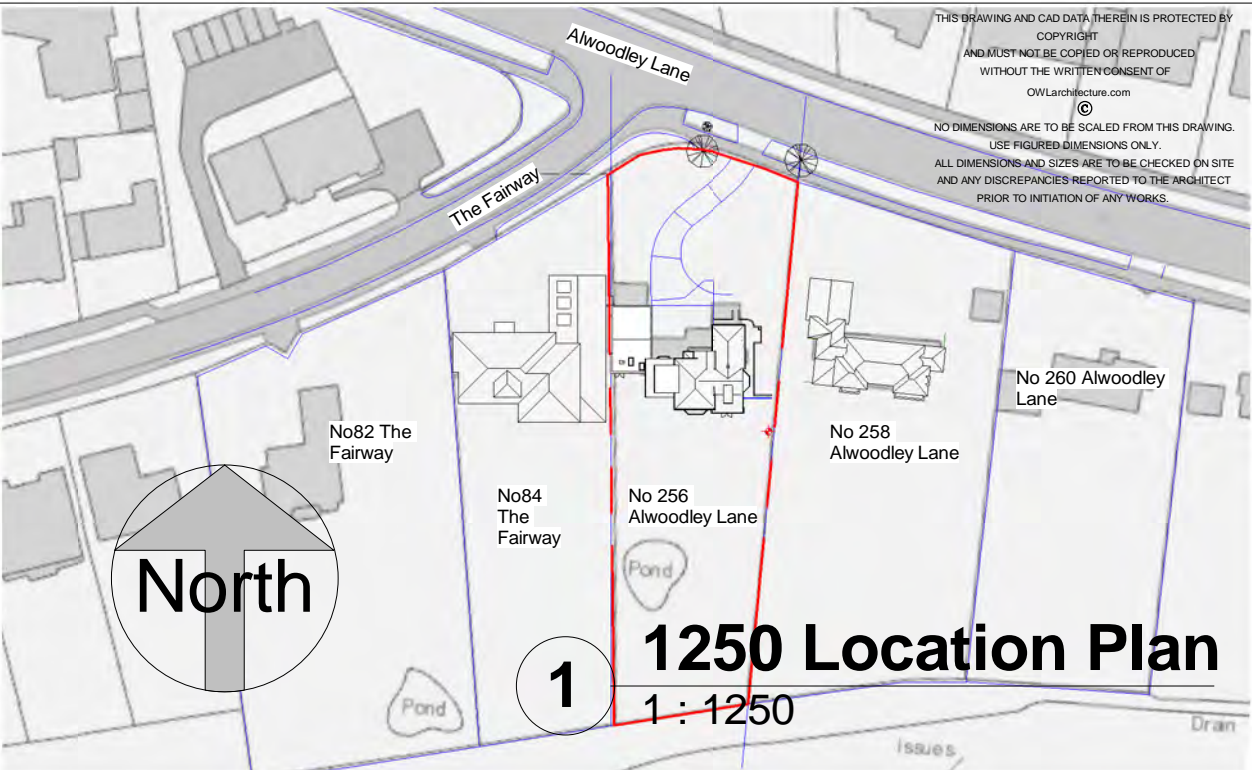 THIS DRAWING AND CAD DATA THEREIN IS PROTECTED BY
COPYRIGHT
AND MUST NOT BE COPIED OR REPRODUCED
WITHOUT THE WRITTEN CONSENT OF
OWLarchitecture.com
©
NO DIMENSIONS ARE TO BE SCALED FROM THIS DRAWING.
USE FIGURED DIMENSIONS ONLY.
ALL DIMENSIONS AND SIZES ARE TO BE CHECKED ON SITE
AND ANY DISCREPANCIES REPORTED TO THE ARCHITECT
PRIOR TO INITIATION OF ANY WORKS.
Alwoodley Lane
The Fairway
No82 The
Fairway
No84
The
Fairway
No 256
Alwoodley Lane
No 258
Alwoodley Lane
No 260 Alwoodley
Lane
North
Pond
Pond
1
1250 Location Plan
1 : 1250
Drain
Issues